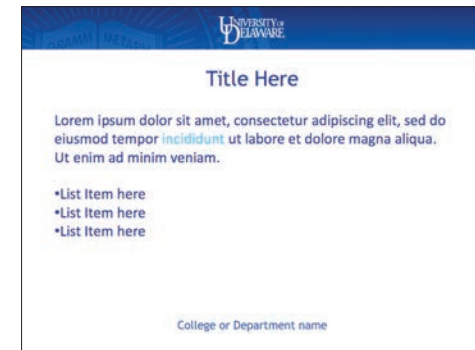 GRAMM METAPH
UNIVERSITY OF
DELAWARE
Title Here
Lorem ipsum dolor sit amet, consectetur adipiscing elit, sed do
eiusmod tempor incididunt ut labore et dolore magna aliqua.
Ut enim ad minim veniam.
•List Item here
•List Item here
•List Item here
College or Department name